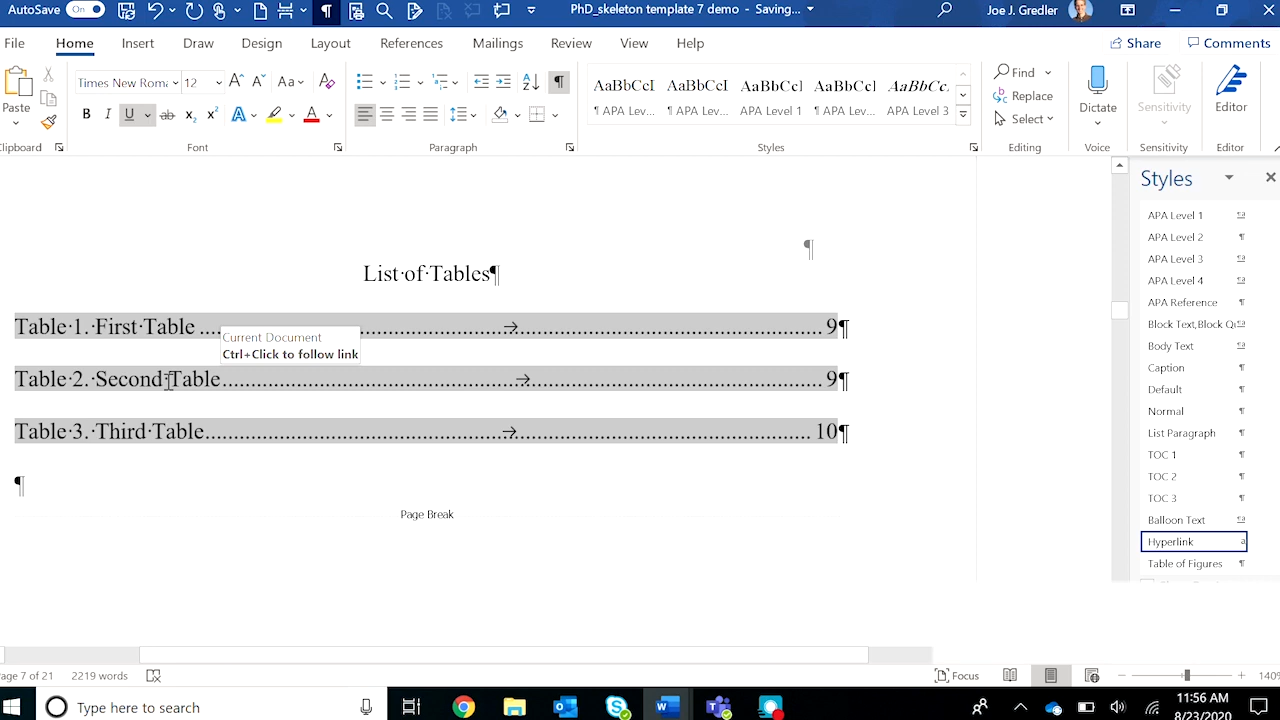 AutoSave On PhD_skeleton template 7 demo - Saving... Joe J. Gredler
File Home Insert Draw Design Layout References Mailings Review View Help Share Comments
Paste Times New Roma 12 Aa AaBbCcI AaBbCcI AaBbCcI AaBbCcI AaBbCc. Find Replace Select Dictate Sensitivity Editor
¶ APA Lev... ¶ APA Lev... APA Level 1 ¶ APA Lev... APA Level 3
Clipboard Font Paragraph Styles Editing Voice Sensitivity Editor
List·of·Tables¶
Table·1.·First·Table ... 9¶
Current Document
Ctrl+Click to follow link
Table·2.·Second·Table ... 9¶
Table·3.·Third·Table ... 10¶
¶
Page Break
Styles
APA Level 1
APA Level 2
APA Level 3
APA Level 4
APA Reference
Block Text,Block Qu
Body Text
Caption
Default
Normal
List Paragraph
TOC 1
TOC 2
TOC 3
Balloon Text
Hyperlink
Table of Figures
age 7 of 21 2219 words Focus 140%
Type here to search 11:56 AM
8/23/2020